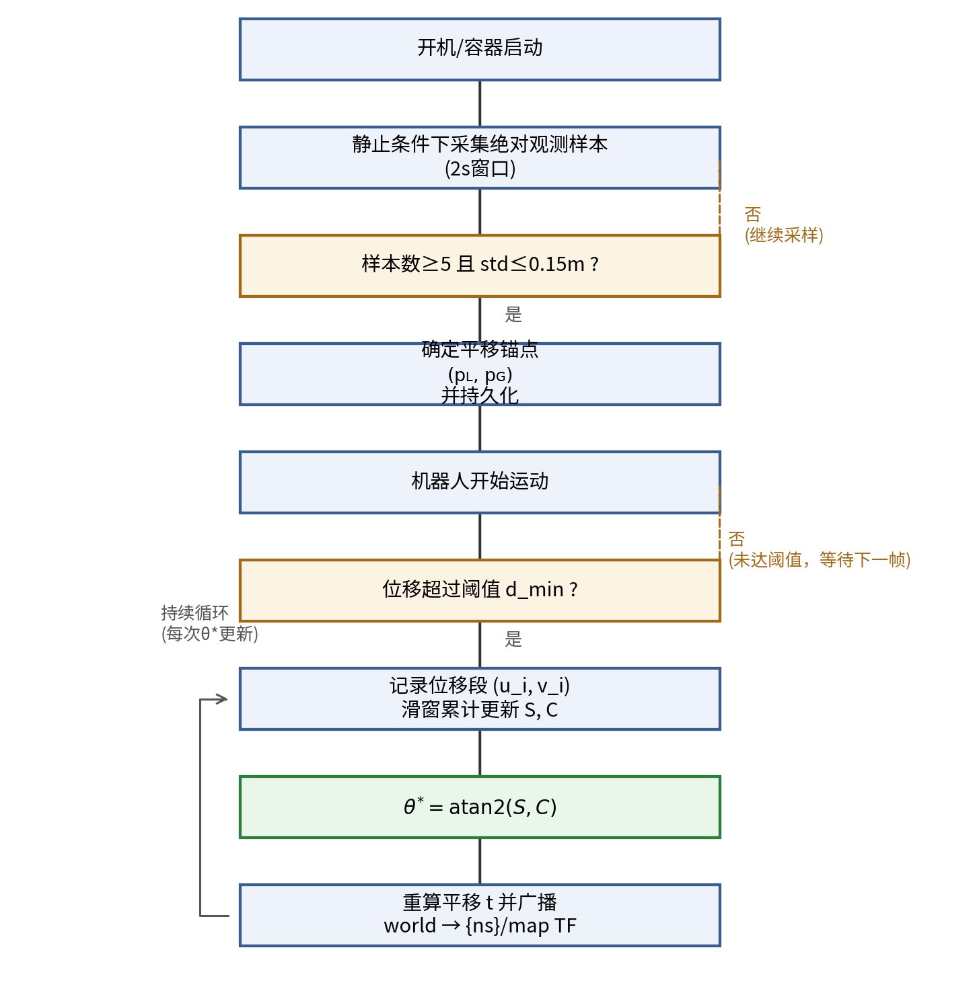 开机/容器启动
静止条件下采集绝对观测样本
(2s窗口)
否
(继续采样)
样本数≥5 且 std≤0.15m ?
是
确定平移锚点
(pL, pG)
并持久化
机器人开始运动
否
(未达阈值，等待下一帧)
位移超过阈值 d_min ?
持续循环
(每次θ*更新)
是
记录位移段 (u_i, v_i)
滑窗累计更新 S, C
θ* = atan2(S, C)
重算平移 t 并广播
world → {ns}/map TF